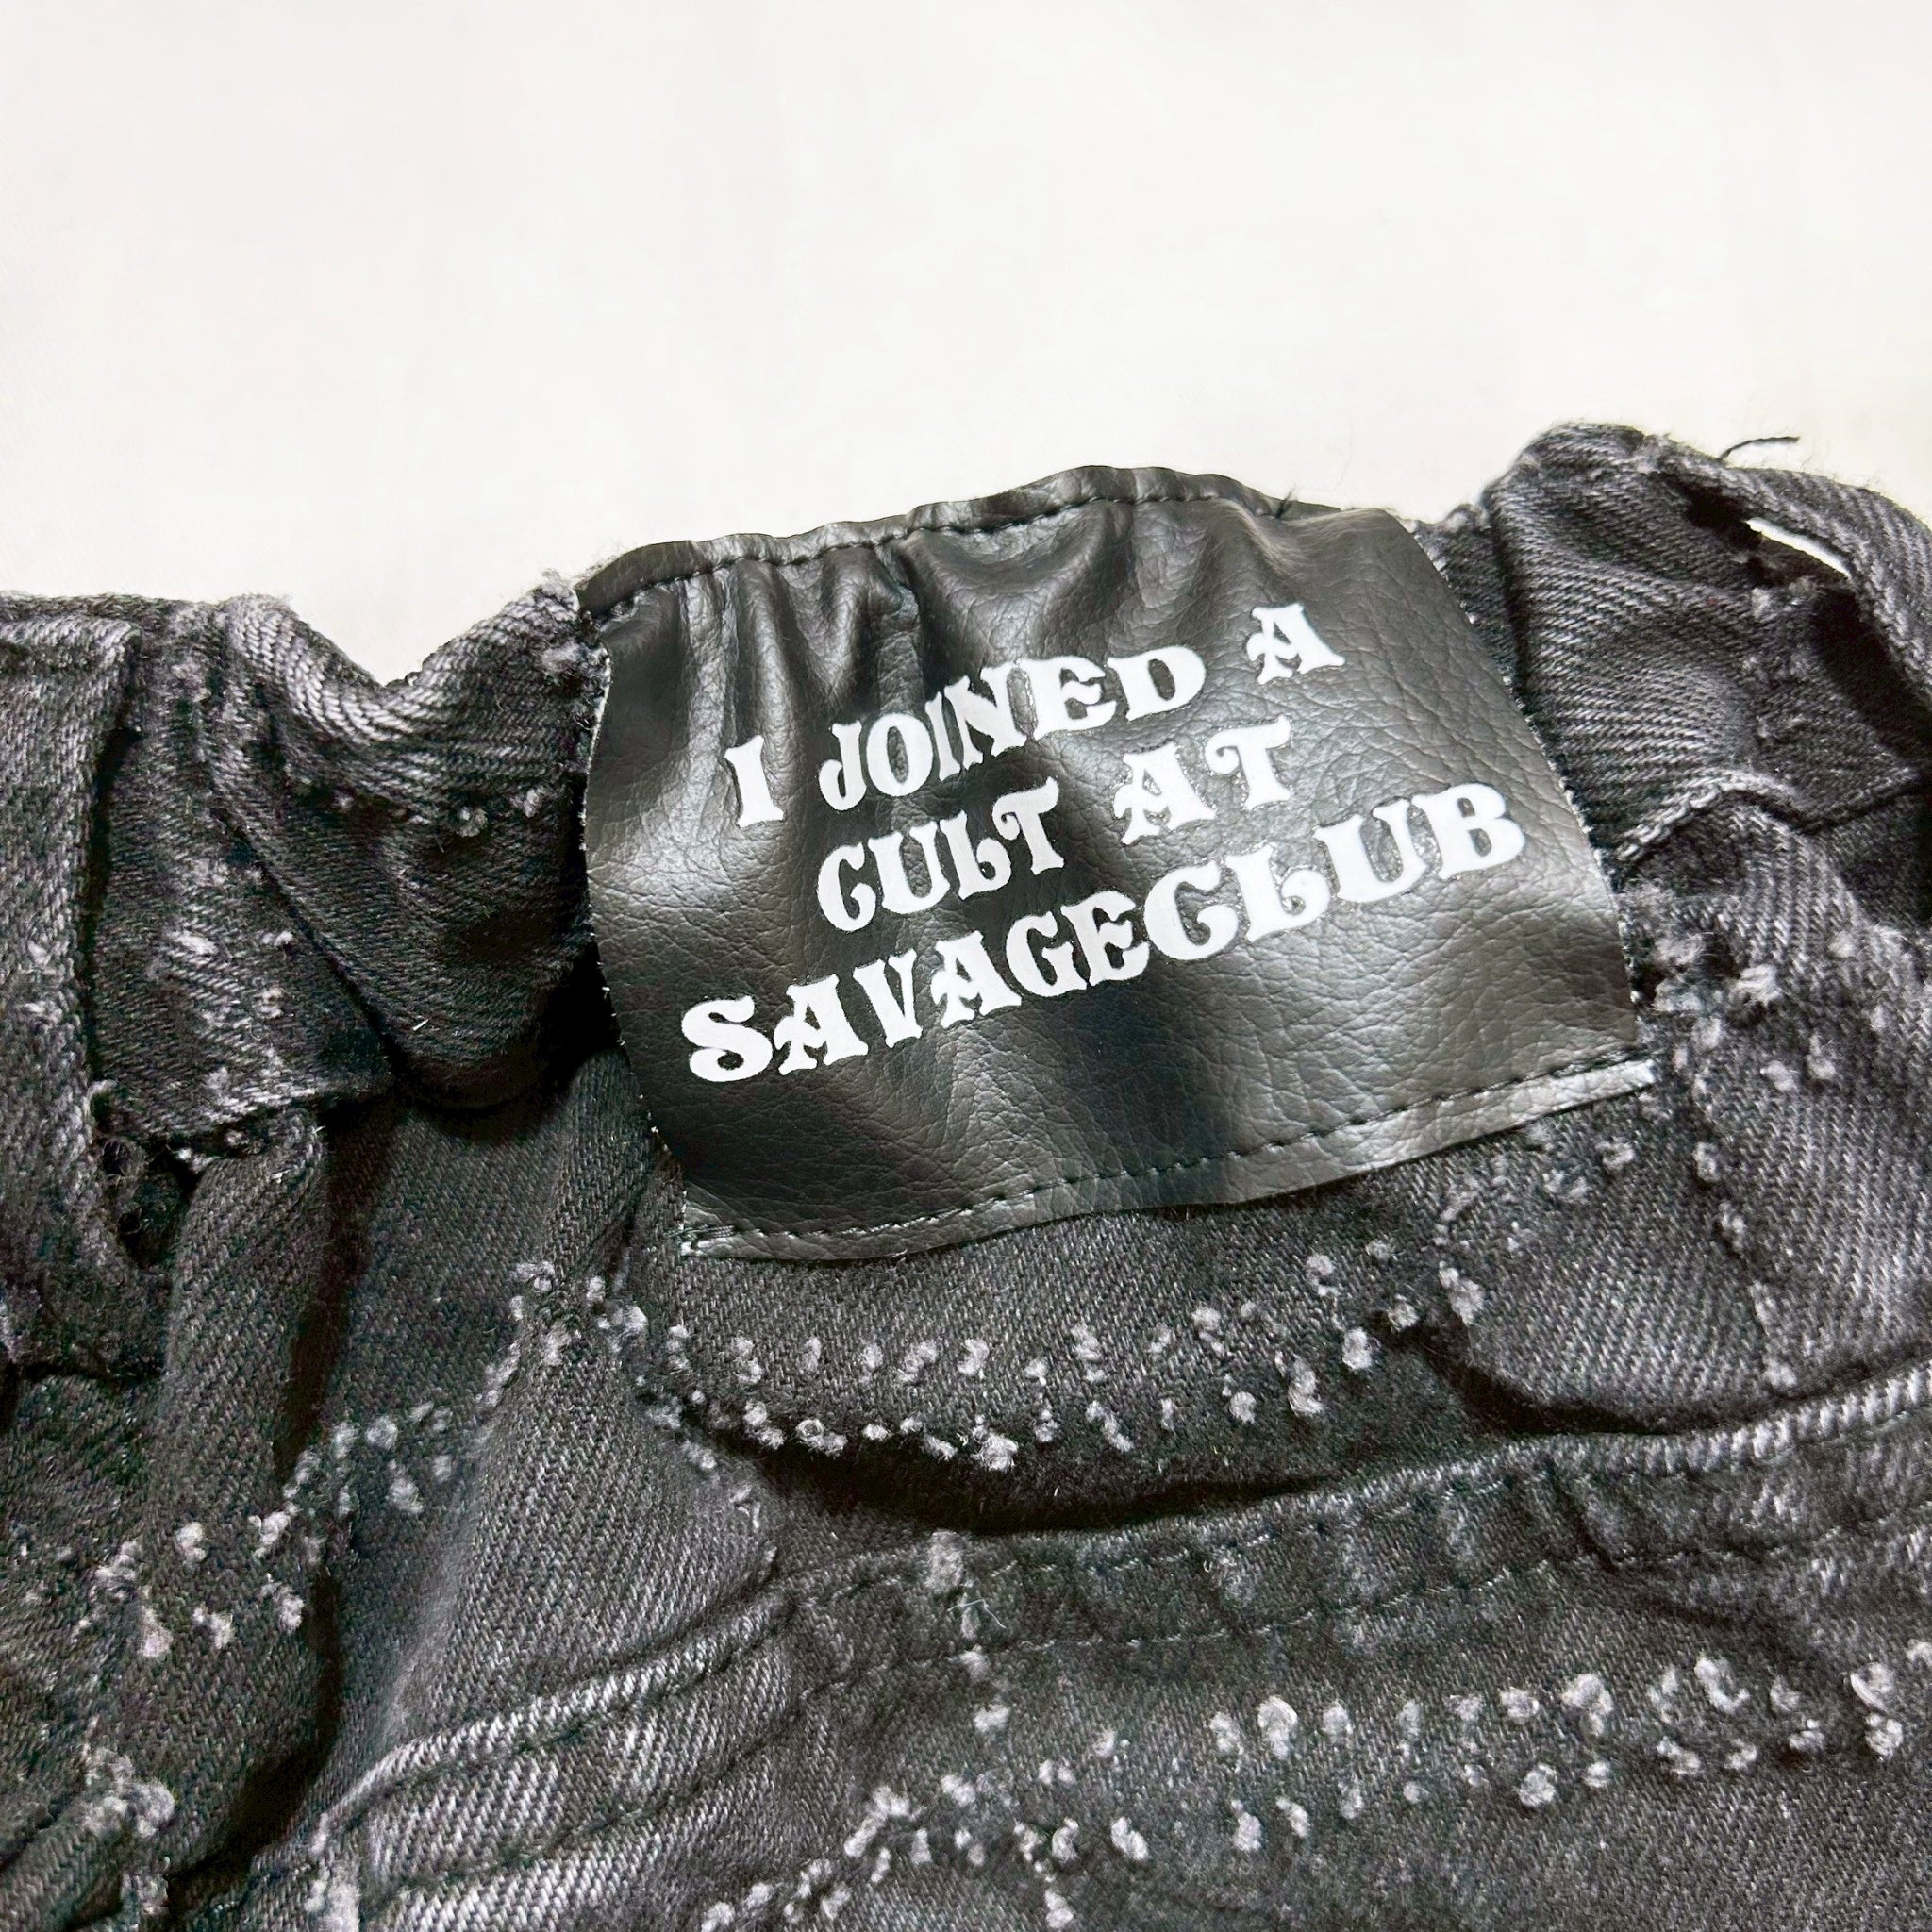 I JOINED A
CULT AT
SAVAGECLUB